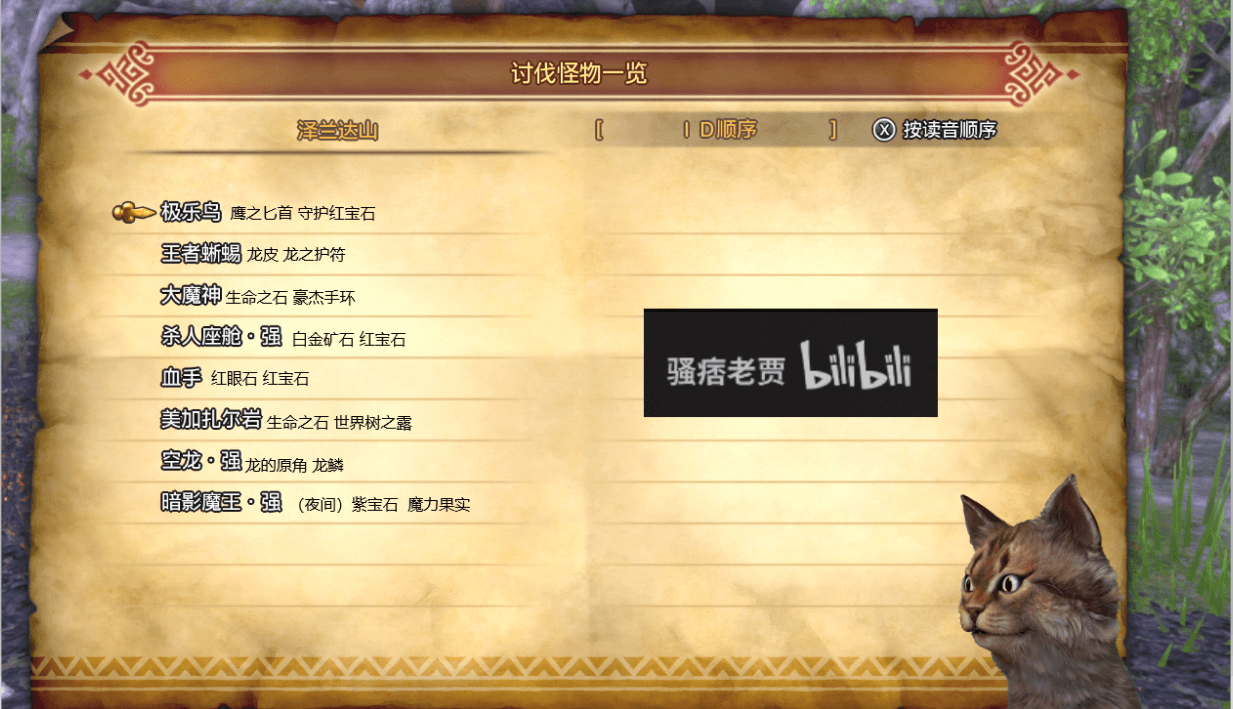 讨伐怪物一览
泽兰达山 [ ID顺序 ] X 按读音顺序
极乐鸟 鹰之匕首 守护红宝石
王者蜥蜴 龙皮 龙之护符
大魔神 生命之石 豪杰手环
杀人座舱·强 白金矿石 红宝石
血手 红眼石 红宝石
美加扎尔岩 生命之石 世界树之露
空龙·强 龙的原角 龙鳞
暗影魔王·强 （夜间）紫宝石 魔力果实
骚痞老贾 bilibili